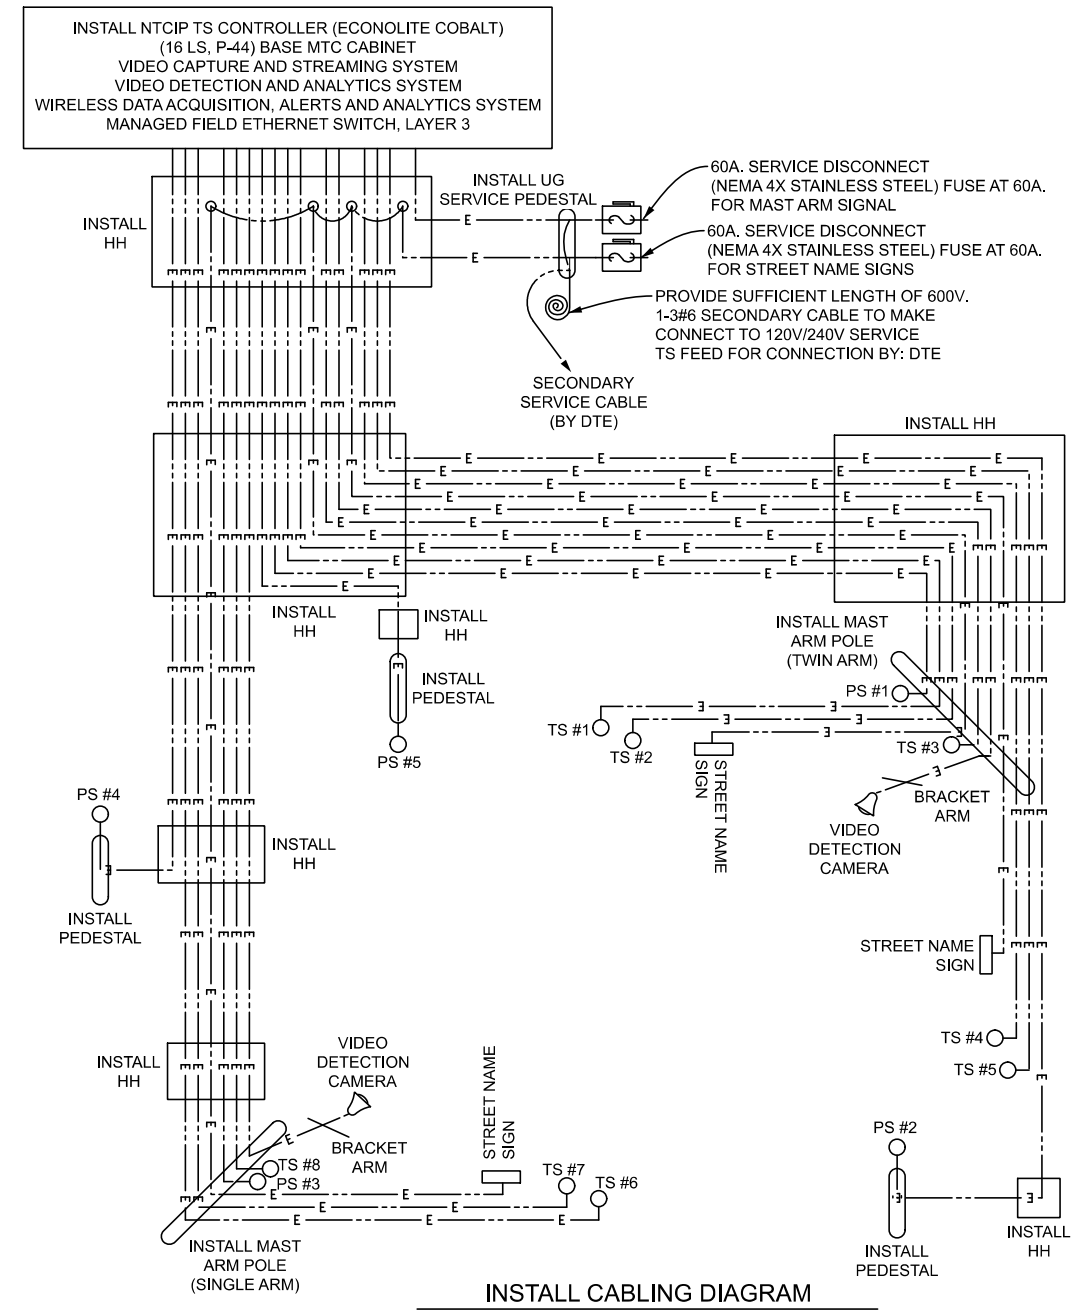 INSTALL NTCIP TS CONTROLLER (ECONOLITE COBALT)
(16 LS, P-44) BASE MTC CABINET
VIDEO CAPTURE AND STREAMING SYSTEM
VIDEO DETECTION AND ANALYTICS SYSTEM
WIRELESS DATA ACQUISITION, ALERTS AND ANALYTICS SYSTEM
MANAGED FIELD ETHERNET SWITCH, LAYER 3
INSTALL
HH
INSTALL UG
SERVICE PEDESTAL
60A. SERVICE DISCONNECT
(NEMA 4X STAINLESS STEEL) FUSE AT 60A.
FOR MAST ARM SIGNAL
60A. SERVICE DISCONNECT
(NEMA 4X STAINLESS STEEL) FUSE AT 60A.
FOR STREET NAME SIGNS
PROVIDE SUFFICIENT LENGTH OF 600V.
1-3#6 SECONDARY CABLE TO MAKE
CONNECT TO 120V/240V SERVICE
TS FEED FOR CONNECTION BY: DTE
SECONDARY
SERVICE CABLE
(BY DTE)
INSTALL HH
INSTALL
HH
INSTALL
HH
INSTALL
PEDESTAL
PS #5
INSTALL MAST
ARM POLE
(TWIN ARM)
PS #1
TS #1
TS #2
STREET NAME
SIGN
TS #3
BRACKET
ARM
VIDEO
DETECTION
CAMERA
PS #4
INSTALL
HH
INSTALL
PEDESTAL
STREET NAME
SIGN
TS #4
TS #5
INSTALL
HH
VIDEO
DETECTION
CAMERA
BRACKET
ARM
STREET NAME
SIGN
TS #8
PS #3
TS #7
TS #6
INSTALL MAST
ARM POLE
(SINGLE ARM)
PS #2
INSTALL
PEDESTAL
INSTALL
HH
INSTALL CABLING DIAGRAM